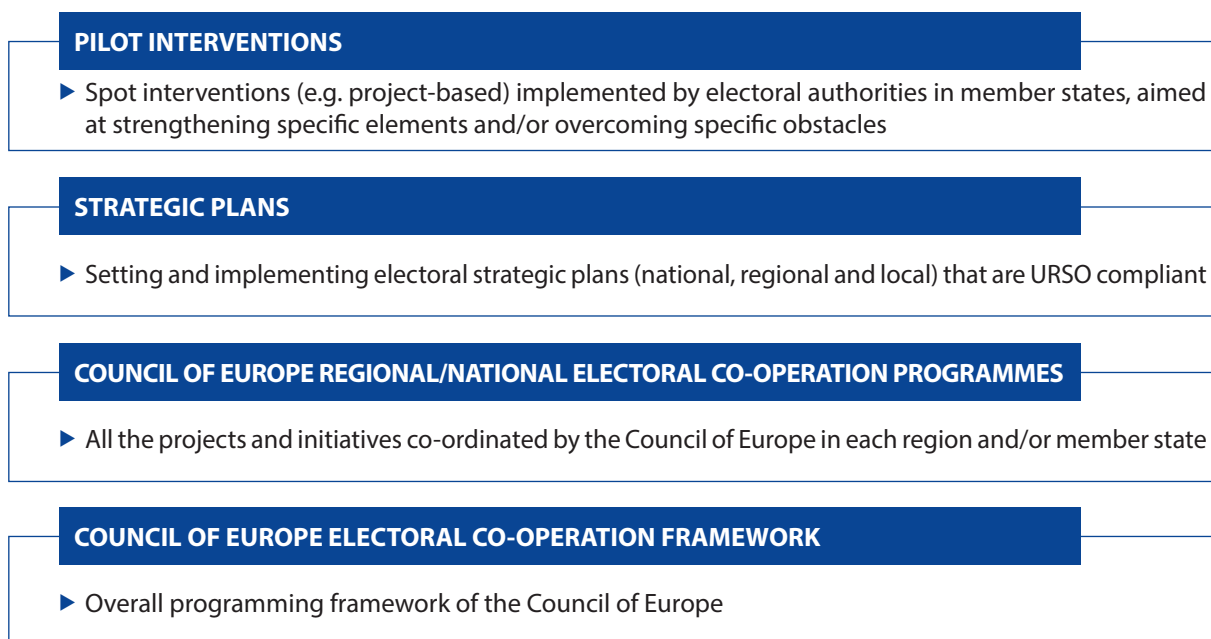 PILOT INTERVENTIONS
▶ Spot interventions (e.g. project-based) implemented by electoral authorities in member states, aimed
at strengthening specific elements and/or overcoming specific obstacles
STRATEGIC PLANS
▶ Setting and implementing electoral strategic plans (national, regional and local) that are URSO compliant
COUNCIL OF EUROPE REGIONAL/NATIONAL ELECTORAL CO-OPERATION PROGRAMMES
▶ All the projects and initiatives co-ordinated by the Council of Europe in each region and/or member state
COUNCIL OF EUROPE ELECTORAL CO-OPERATION FRAMEWORK
▶ Overall programming framework of the Council of Europe